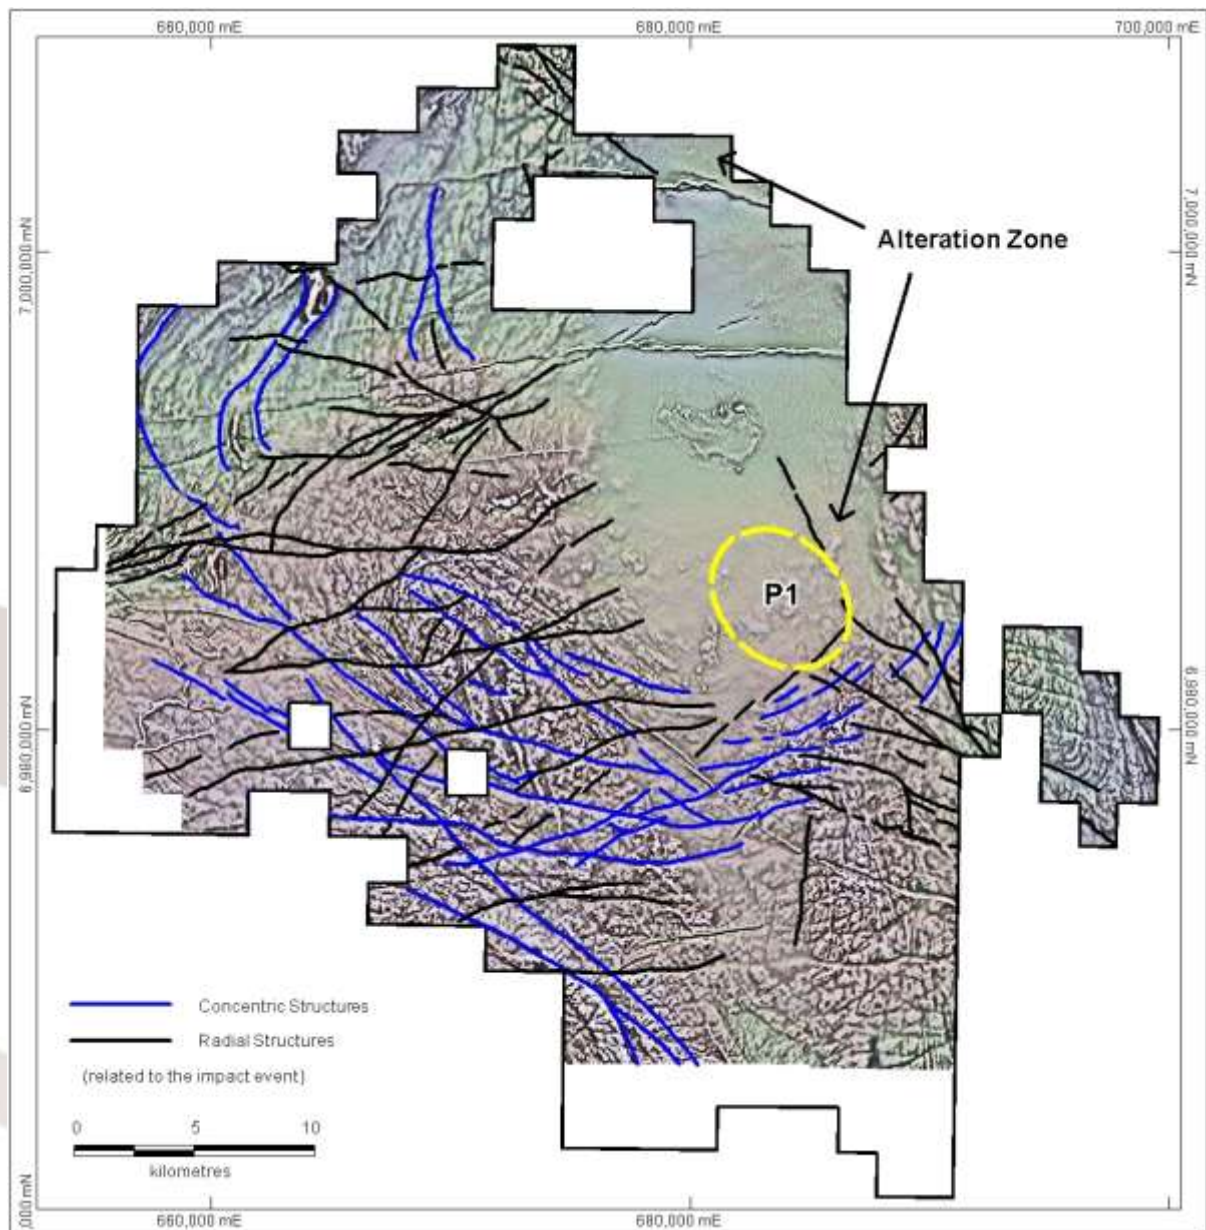 660,000 mE
680,000 mE
700,000 mE
7,000,000 mN
7,000,000 mN
Alteration Zone
P1
6,980,000 mN
6,980,000 mN
Concentric Structures
Radial Structures
(related to the impact event)
0 5 10
kilometres
,000 mN
660,000 mE
680,000 mE